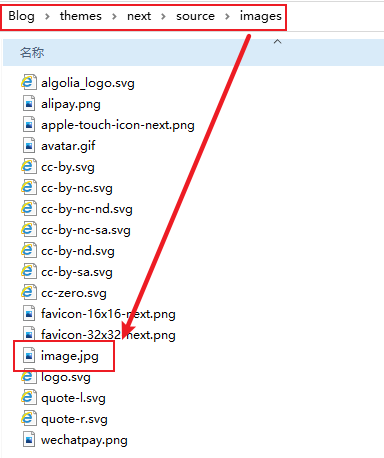 Blog > themes > next > source > images
名称
algolia_logo.svg
alipay.png
apple-touch-icon-next.png
avatar.gif
cc-by.svg
cc-by-nc.svg
cc-by-nc-nd.svg
cc-by-nc-sa.svg
cc-by-nd.svg
cc-by-sa.svg
cc-zero.svg
favicon-16x16-next.png
favicon-32x32-next.png
image.jpg
logo.svg
quote-l.svg
quote-r.svg
wechatpay.png